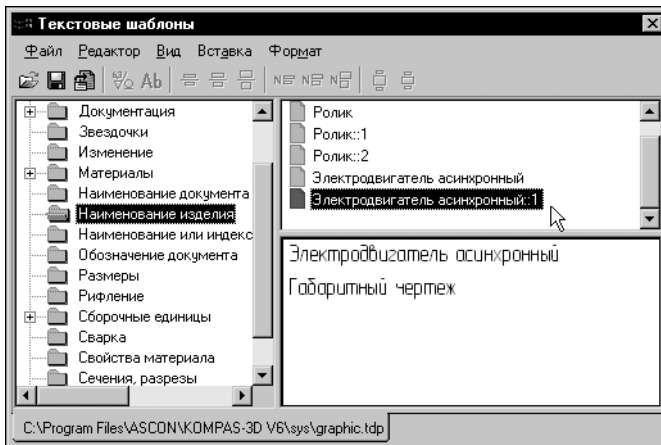 Текстовые шаблоны
Файл Редактор Вид Вставка Формат
Ab
Документация
Звездочки
Изменение
Материалы
Наименование документа
Наименование изделия
Наименование или индекс
Обозначение документа
Размеры
Рифление
Сборочные единицы
Сварка
Свойства материала
Сечения, разрезы
Ролик
Ролик::1
Ролик::2
Электродвигатель асинхронный
Электродвигатель асинхронный::1
Электродвигатель асинхронный
Габаритный чертеж
C:\Program Files\ASCON\KOMPAS-3D V6\sys\graphic.tdp